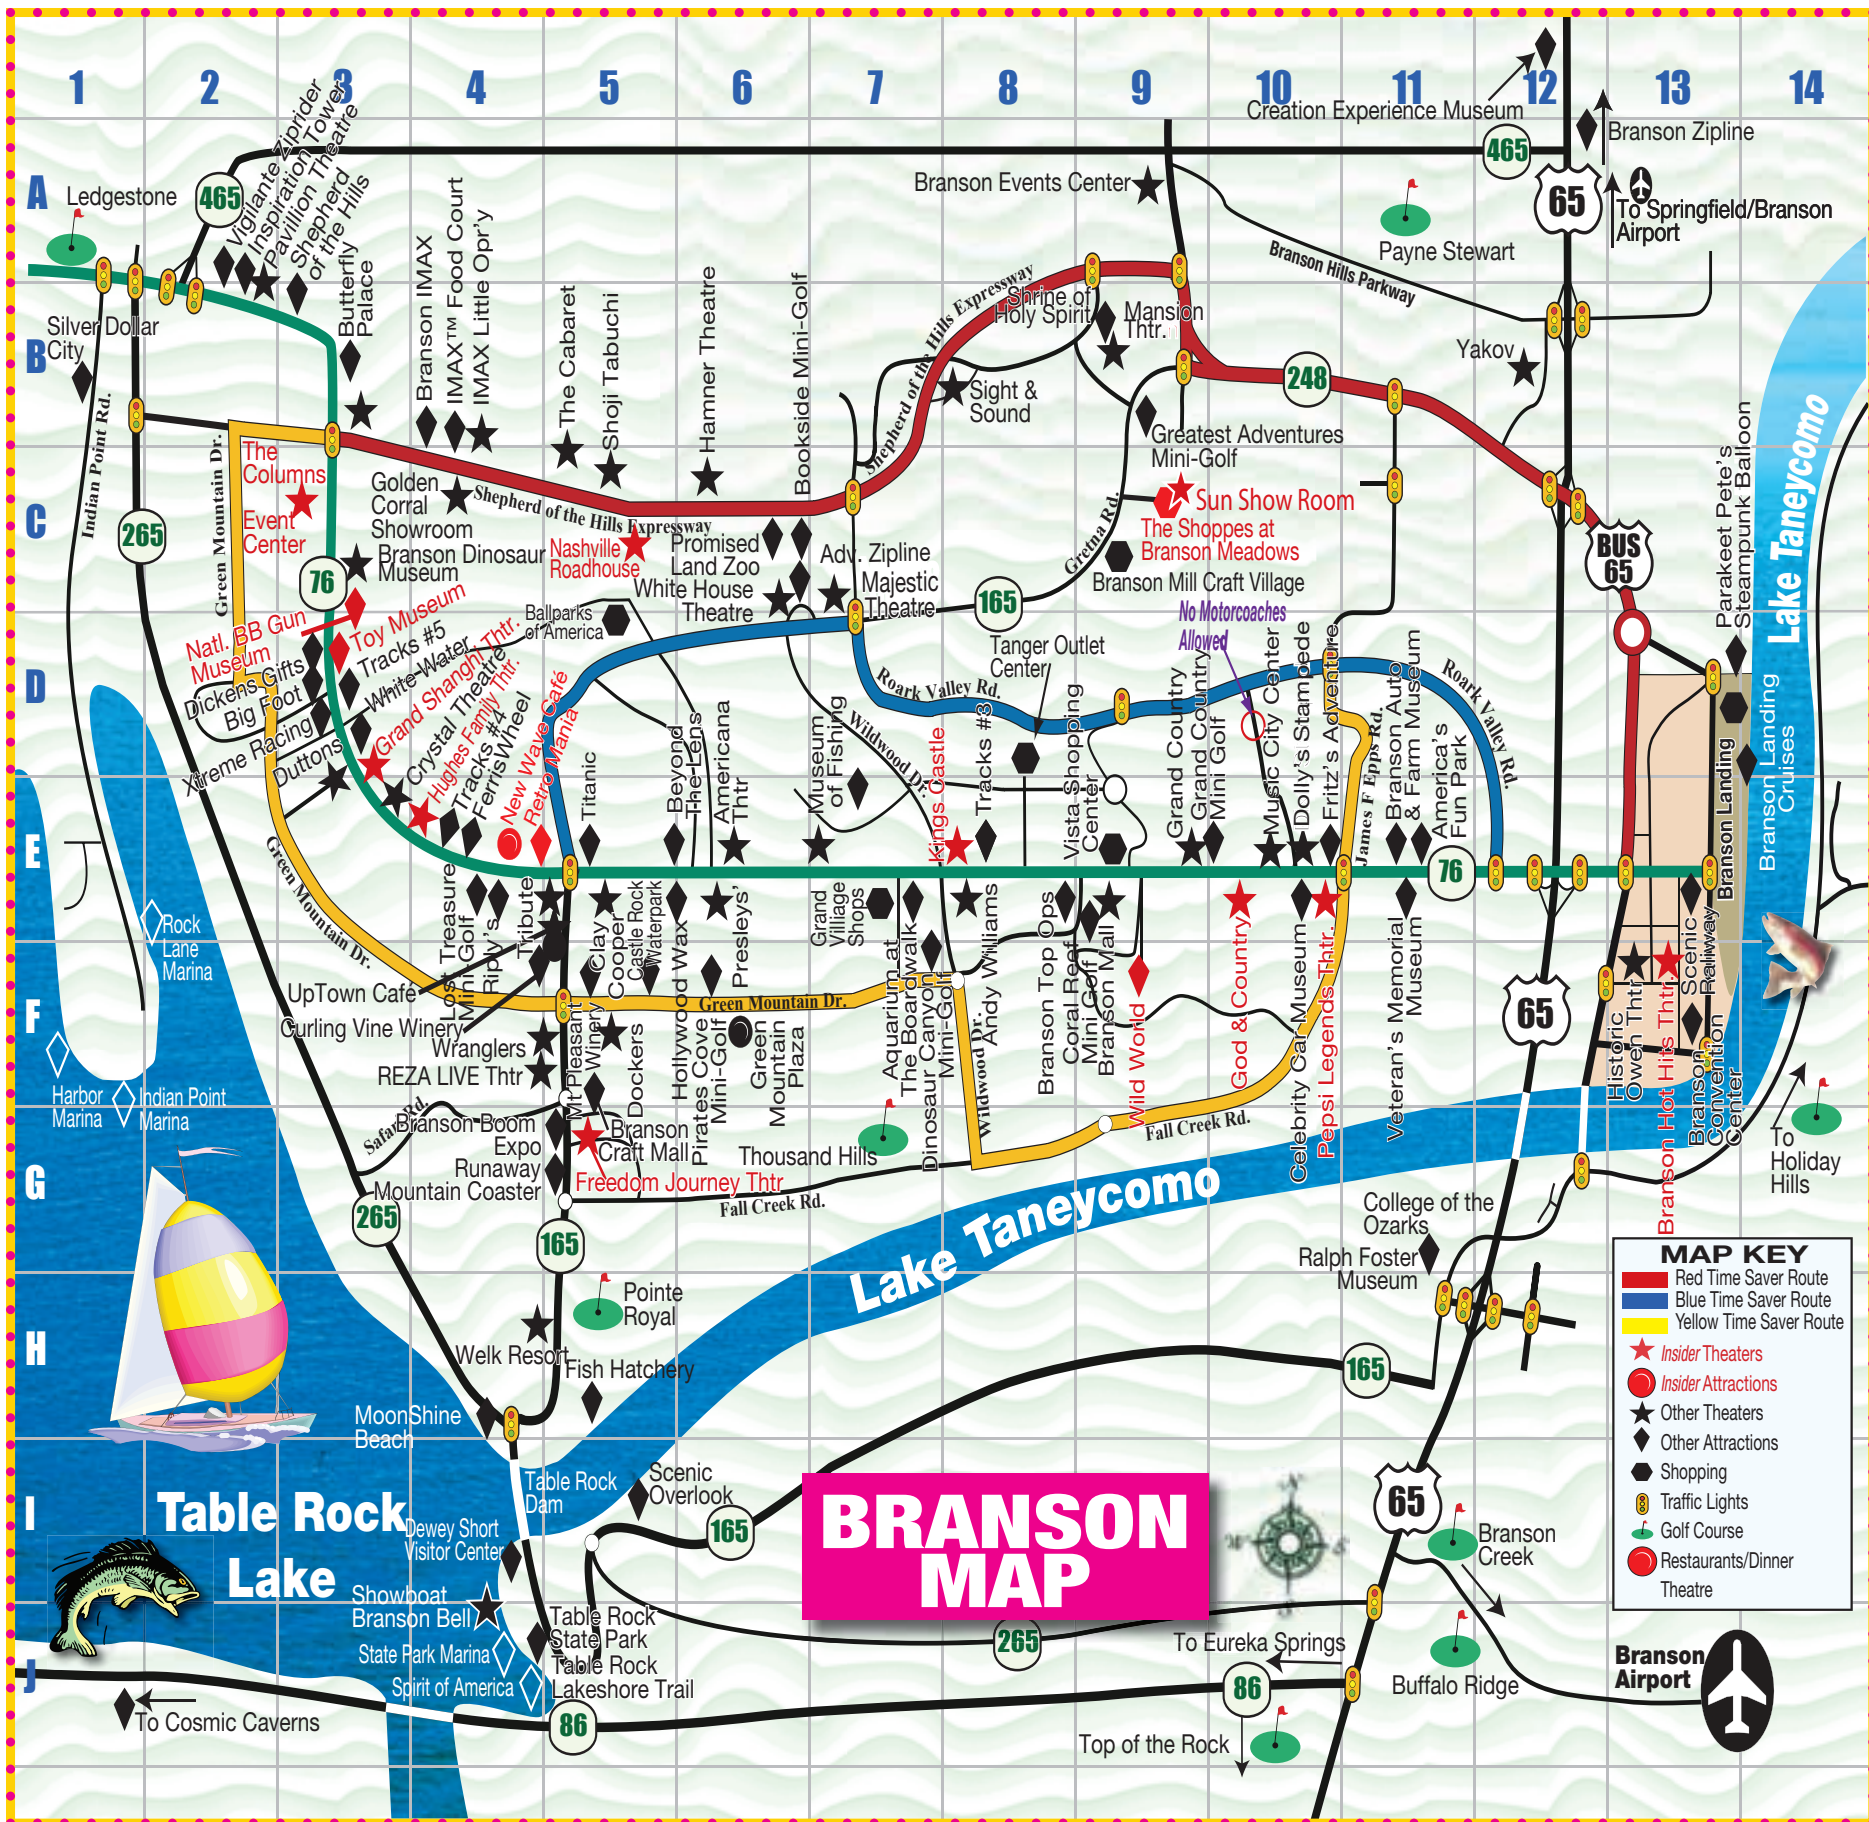 1
2
3
4
5
6
7
8
9
10
11
12
13
14
A
B
C
D
E
F
G
H
I
J
Ledgestone
465
Vigilante Ziprider
Inspiration Tower
Pavillion Theatre
Shepherd
of the Hills
Butterfly
Palace
Branson IMAX
IMAX™ Food Court
IMAX Little Opr'y
The Cabaret
Shoji Tabuchi
Hamner Theatre
Bookside Mini-Golf
Shepherd of the Hills Expressway
Branson Events Center
Creation Experience Museum
465
Branson Zipline
65
To Springfield/Branson
Airport
Payne Stewart
Branson Hills Parkway
Shrine of
Holy Spirit
Mansion
Thtr.
Yakov
248
Sight &
Sound
Greatest Adventures
Mini-Golf
Silver Dollar
City
Indian Point Rd.
265
Green Mountain Dr.
The
Columns
Event
Center
Golden
Corral
Showroom
Branson Dinosaur
Museum
76
Shepherd of the Hills Expressway
Nashville
Roadhouse
Promised
Land Zoo
White House
Theatre
Adv. Zipline
Majestic
Theatre
165
Gretna Rd.
Sun Show Room
The Shoppes at
Branson Meadows
Branson Mill Craft Village
No Motorcoaches
Allowed
BUS
65
Parakeet Pete's
Steampunk Balloon
Lake Taneycomo
Natl. BB Gun
Museum
Toy Museum
Dickens Gifts
Big Foot
Xtreme Racing
Duttons
Tracks #5
White Water
Grand Shanghi Thtr.
Crystal Theatre
Hughes Family Thtr.
Tracks #4
Ferris Wheel
New Wave Café
Retro Mania
Ballparks
of America
Titanic
Beyond
The Lens
Americana
Thtr
Museum
of Fishing
Wildwood Dr.
Roark Valley Rd.
Tanger Outlet
Center
Kings Castle
Tracks #3
Vista Shopping
Center
Grand Country
Grand Country
Mini Golf
Music City Center
Dolly's Stampede
Fritz's Adventure
James F Epps Rd.
Branson Auto
& Farm Museum
America's
Fun Park
Roark Valley Rd.
76
Branson Landing
Branson Landing
Cruises
Rock
Lane
Marina
Green Mountain Dr.
Lost Treasure
Mini-Golf
Riply's
Tribute
Clay
Cooper
Castle Rock
Waterpark
Hollywood Wax
Presleys'
Grand
Villiage
Shops
Aquarium at
The Boardwalk
Dinosaur Canyon
Mini-Golf
Andy Williams
Branson Top Ops
Coral Reef
Mini Golf
Branson Mall
Wild World
God & Country
Celebrity Car Museum
Pepsi Legends Thtr.
Veteran's Memorial
Museum
65
Historic
Owen Thtr
Branson Hot Hits Thtr.
Scenic
Railway
Branson
Convention
Center
UpTown Café
Curling Vine Winery
Wranglers
REZA LIVE Thtr
Mt Pleasant
Winery
Dockers
Green Mountain Dr.
Pirates Cove
Mini-Golf
Green
Mountain
Plaza
Wildwood Dr.
Harbor
Marina
Indian Point
Marina
Safari Rd.
Branson Boom
Expo
Runaway
Mountain Coaster
Branson
Craft Mall
Freedom Journey Thtr
Thousand Hills
Fall Creek Rd.
Fall Creek Rd.
265
165
Lake Taneycomo
To
Holiday
Hills
College of the
Ozarks
Ralph Foster
Museum
Pointe
Royal
Welk Resort
Fish Hatchery
MoonShine
Beach
165
MAP KEY
Red Time Saver Route
Blue Time Saver Route
Yellow Time Saver Route
Insider Theaters
Insider Attractions
Other Theaters
Other Attractions
Shopping
Traffic Lights
Golf Course
Restaurants/Dinner
Theatre
Table Rock
Lake
Table Rock
Dam
Scenic
Overlook
165
Dewey Short
Visitor Center
Showboat
Branson Bell
State Park Marina
Spirit of America
Table Rock
State Park
Table Rock
Lakeshore Trail
BRANSON
MAP
N
65
Branson
Creek
265
To Eureka Springs
86
Buffalo Ridge
Branson
Airport
To Cosmic Caverns
86
Top of the Rock